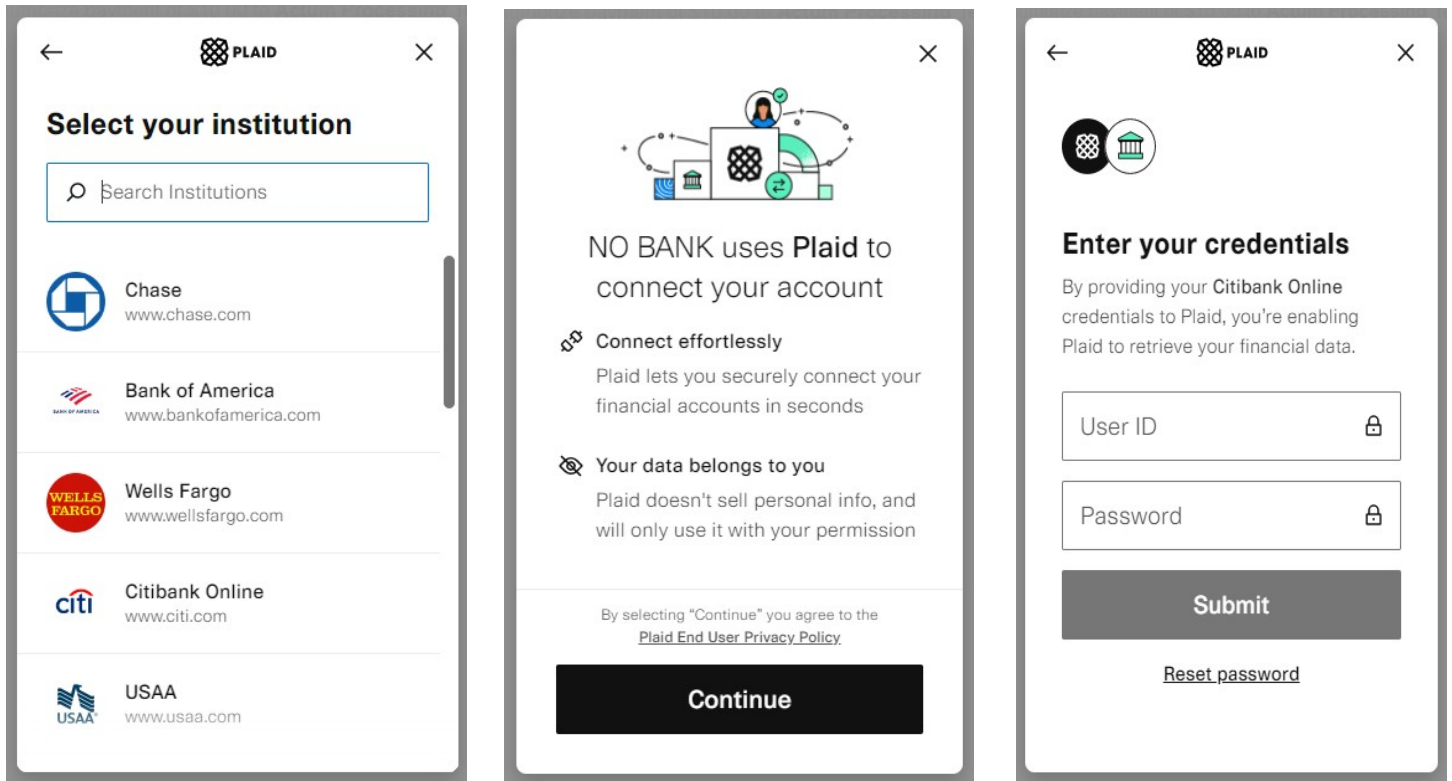 PLAID
Select your institution
Search Institutions
Chase
www.chase.com
BANK OF AMERICA
Bank of America
www.bankofamerica.com
WELLS
FARGO
Wells Fargo
www.wellsfargo.com
citi
Citibank Online
www.citi.com
USAA
USAA
www.usaa.com
NO BANK uses Plaid to
connect your account
Connect effortlessly
Plaid lets you securely connect your
financial accounts in seconds
Your data belongs to you
Plaid doesn't sell personal info, and
will only use it with your permission
By selecting “Continue” you agree to the
Plaid End User Privacy Policy
Continue
PLAID
Enter your credentials
By providing your Citibank Online
credentials to Plaid, you’re enabling
Plaid to retrieve your financial data.
User ID
Password
Submit
Reset password